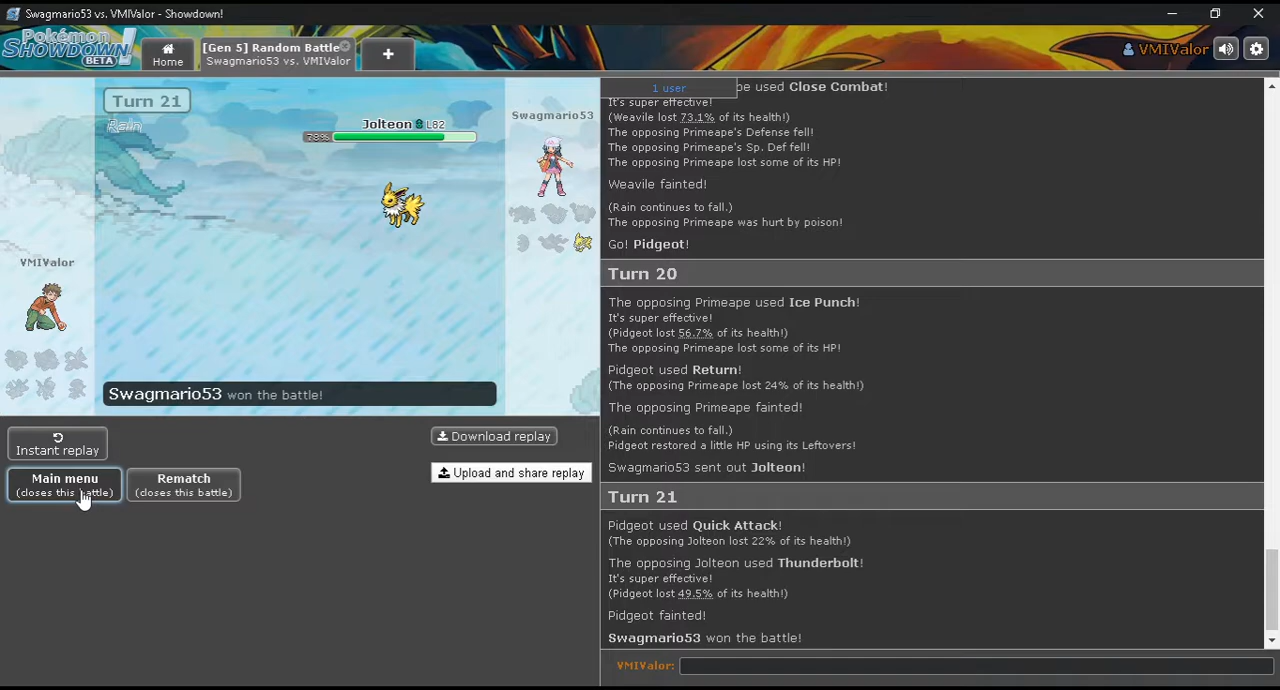 Swagmario53 vs. VMIValor - Showdown!
Pokémon
SHOWDOWN!
BETA
Home
[Gen 5] Random Battle
Swagmario53 vs. VMIValor
+
VMIValor
Turn 21
Rain
Jolteon L82
78%
Swagmario53
VMIValor
Swagmario53 won the battle!
Instant replay
Download replay
Main menu
(closes this battle)
Rematch
(closes this battle)
Upload and share replay
1 user
used Close Combat!
It's super effective!
(Weavile lost 73.1% of its health!)
The opposing Primeape's Defense fell!
The opposing Primeape's Sp. Def fell!
The opposing Primeape lost some of its HP!
Weavile fainted!
(Rain continues to fall.)
The opposing Primeape was hurt by poison!
Go! Pidgeot!
Turn 20
The opposing Primeape used Ice Punch!
It's super effective!
(Pidgeot lost 56.7% of its health!)
The opposing Primeape lost some of its HP!
Pidgeot used Return!
(The opposing Primeape lost 24% of its health!)
The opposing Primeape fainted!
(Rain continues to fall.)
Pidgeot restored a little HP using its Leftovers!
Swagmario53 sent out Jolteon!
Turn 21
Pidgeot used Quick Attack!
(The opposing Jolteon lost 22% of its health!)
The opposing Jolteon used Thunderbolt!
It's super effective!
(Pidgeot lost 49.5% of its health!)
Pidgeot fainted!
Swagmario53 won the battle!
VMIValor: